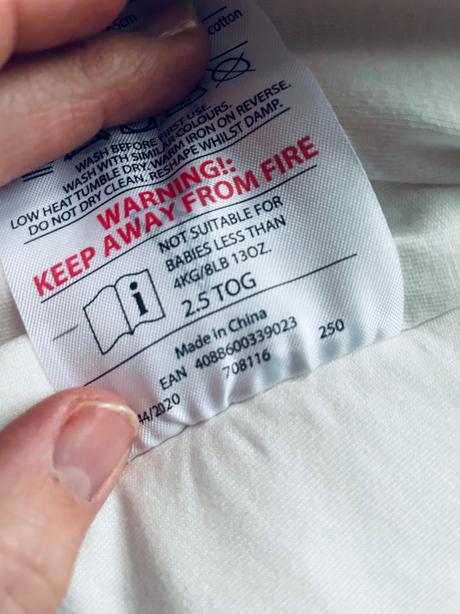 65cm
cotton
WASH BEFORE FIRST USE.
WASH WITH SIMILAR COLOURS.
LOW HEAT TUMBLE DRY, WARM IRON ON REVERSE.
DO NOT DRY CLEAN. RESHAPE WHILST DAMP.
WARNING!:
KEEP AWAY FROM FIRE
NOT SUITABLE FOR
BABIES LESS THAN
4KG/8LB 13OZ.
2.5 TOG
Made in China
EAN 4088600339023 250
708116
44/2020